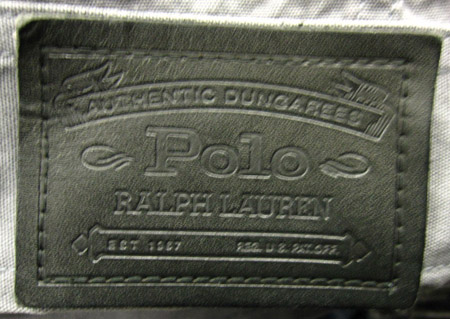 AUTHENTIC DUNGAREES
Polo
RALPH LAUREN
EST 1967 REG. U.S. PAT. OFF.